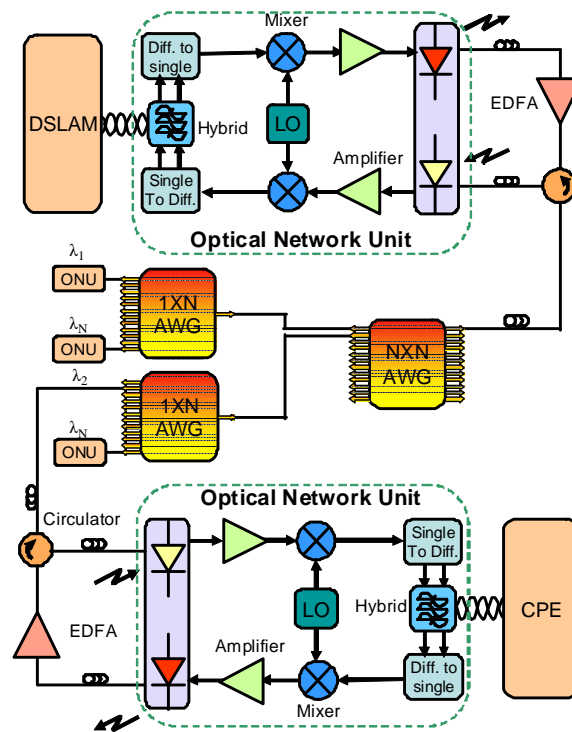 Mixer
Diff. to
single
EDFA
DSLAM
Hybrid
LO
Amplifier
Single
To Diff.
Optical Network Unit
λ1
ONU
1XN
AWG
λN
ONU
NXN
AWG
λ2
1XN
AWG
λN
ONU
Optical Network Unit
Circulator
Single
To Diff.
LO
Hybrid
CPE
EDFA
Amplifier
Diff. to
single
Mixer